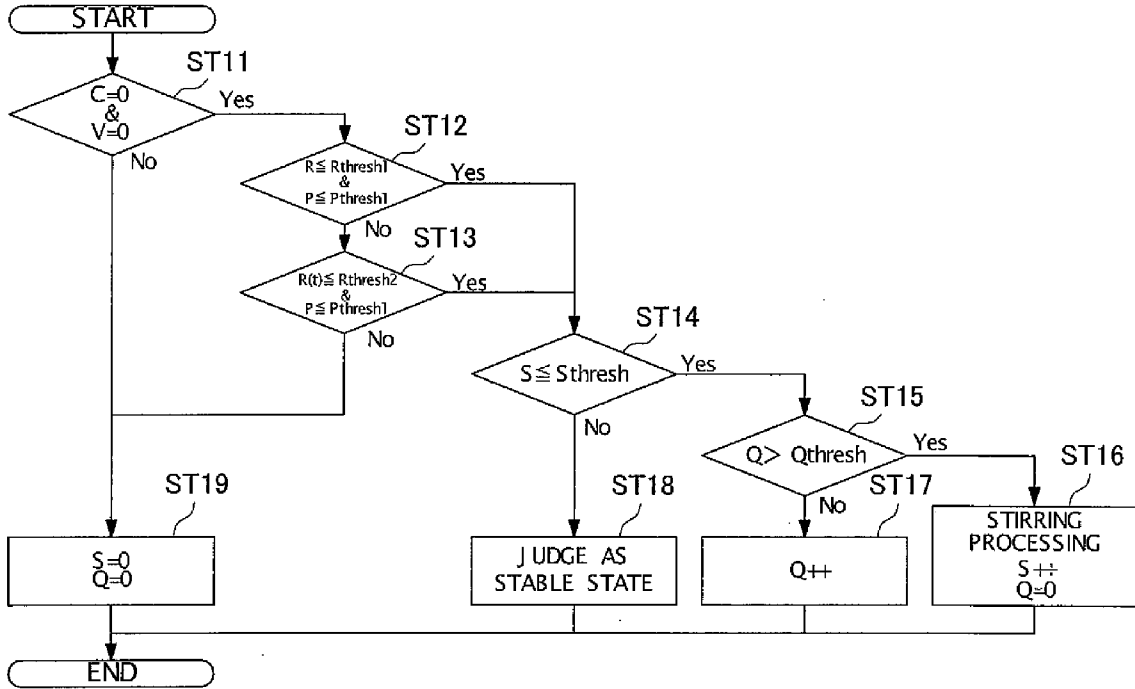 START
ST11
C=0
&
V=0
Yes
No
ST12
R≦Rthresh1
&
P≦Pthresh1
Yes
No
ST13
R(t)≦Rthresh2
&
P≦Pthresh1
Yes
No
ST14
S≦Sthresh
Yes
No
ST15
Q> Qthresh
Yes
No
ST16
STIRRING
PROCESSING
S++
Q=0
ST17
Q++
ST18
JUDGE AS
STABLE STATE
ST19
S=0
Q=0
END